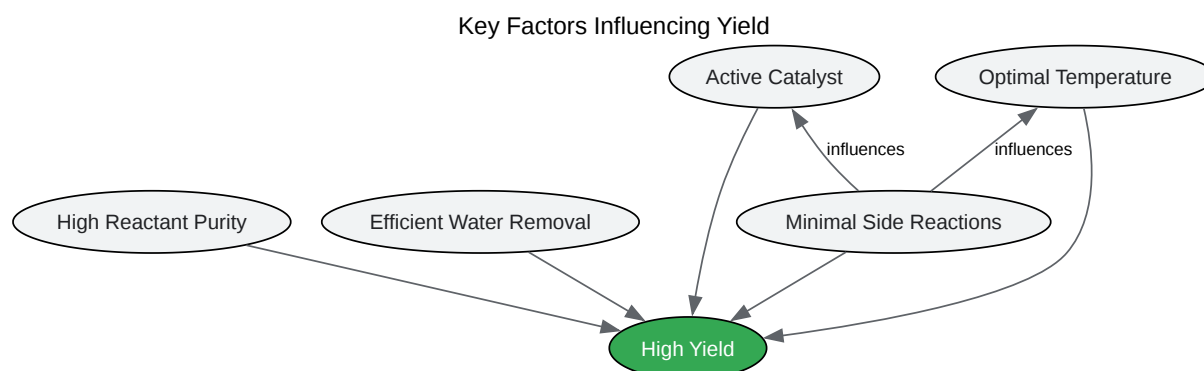 Key Factors Influencing Yield
Active Catalyst
Optimal Temperature
influences
influences
High Reactant Purity
Efficient Water Removal
Minimal Side Reactions
High Yield